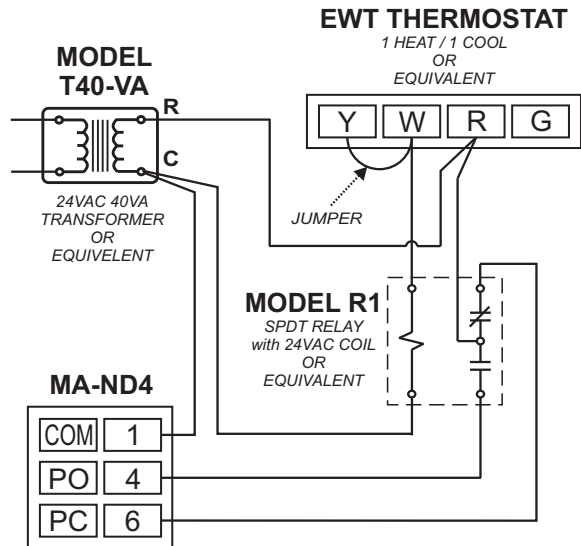 EWT THERMOSTAT
1 HEAT / 1 COOL
OR
EQUIVALENT
MODEL
T40-VA
R
C
Y W R G
24VAC 40VA
TRANSFORMER
OR
EQUIVELENT
JUMPER
MODEL R1
SPDT RELAY
with 24VAC COIL
OR
EQUIVALENT
MA-ND4
COM 1
PO 4
PC 6